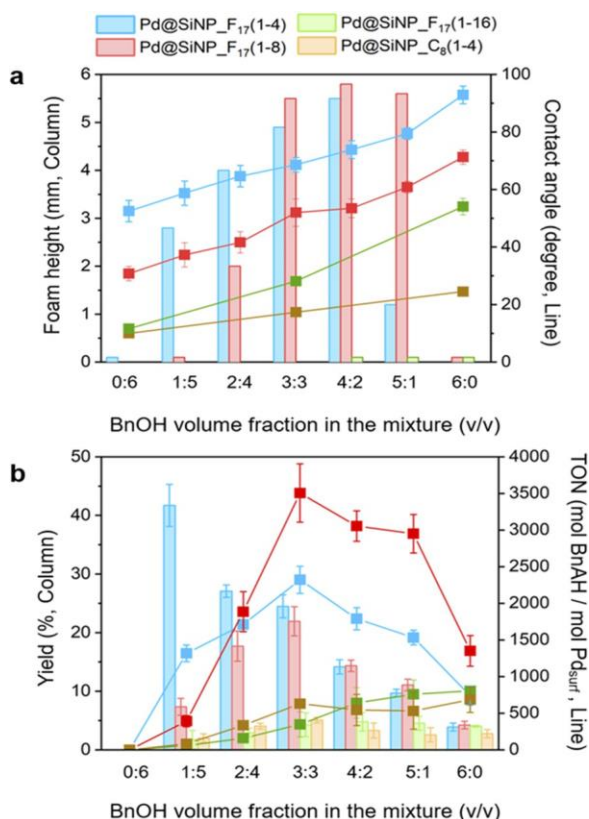 Pd@SiNP_F₁₇(1-4) Pd@SiNP_F₁₇(1-16)
Pd@SiNP_F₁₇(1-8) Pd@SiNP_C₈(1-4)
a
Foam height (mm, Column)
6
5
4
3
2
1
0
0:6 1:5 2:4 3:3 4:2 5:1 6:0
BnOH volume fraction in the mixture (v/v)
100
80
60
40
20
0
Contact angle (degree, Line)
b
Yield (%, Column)
50
40
30
20
10
0
0:6 1:5 2:4 3:3 4:2 5:1 6:0
BnOH volume fraction in the mixture (v/v)
4000
3500
3000
2500
2000
1500
1000
500
0
TON (mol BnAH / mol Pdsurf , Line)